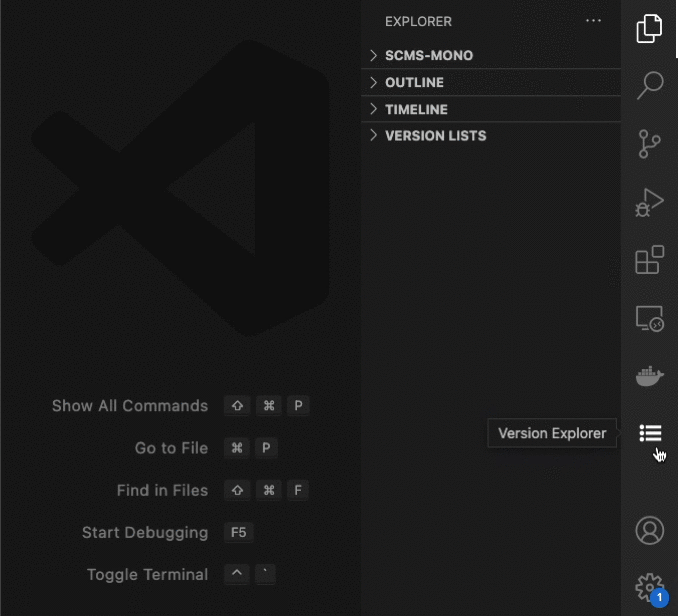 EXPLORER
SCMS-MONO
OUTLINE
TIMELINE
VERSION LISTS
Show All Commands ⇧ ⌘ P
Go to File ⌘ P
Find in Files ⇧ ⌘ F
Start Debugging F5
Toggle Terminal ^ `
Version Explorer
1